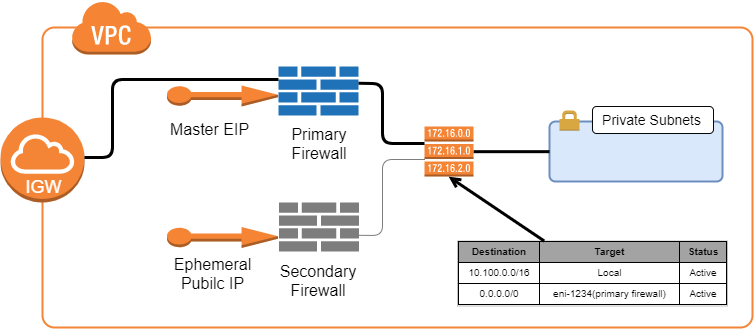 VPC
IGW
Master EIP
Primary
Firewall
172.16.0.0
172.16.1.0
172.16.2.0
Private Subnets
Ephemeral
Pubilc IP
Secondary
Firewall
Destination Target Status
10.100.0.0/16 Local Active
0.0.0.0/0 eni-1234(primary firewall) Active